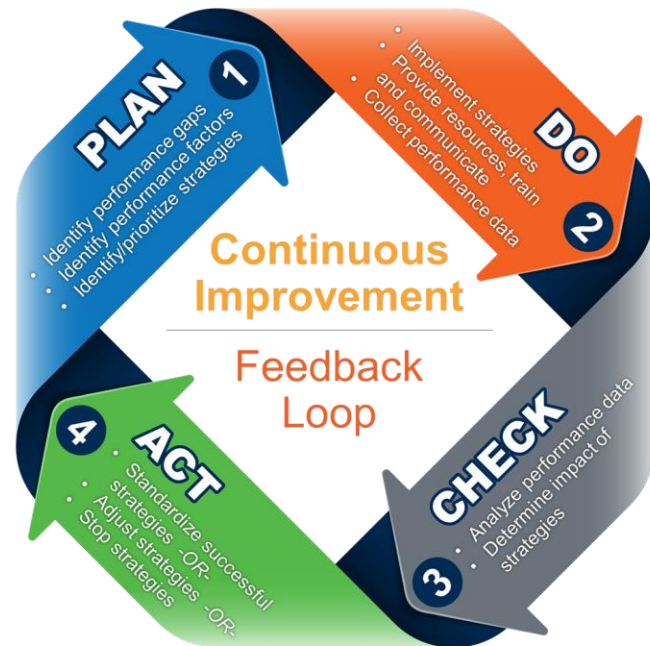 PLAN
1
• Identify performance gaps
• Identify performance factors
• Identify/prioritize strategies
DO
2
• Implement strategies
• Provide resources, train
and communicate
• Collect performance data
Continuous
Improvement
Feedback
Loop
CHECK
3
• Analyze performance data
• Determine impact of
strategies
ACT
4
• Standardize successful
strategies -OR-
• Adjust strategies -OR-
• Stop strategies